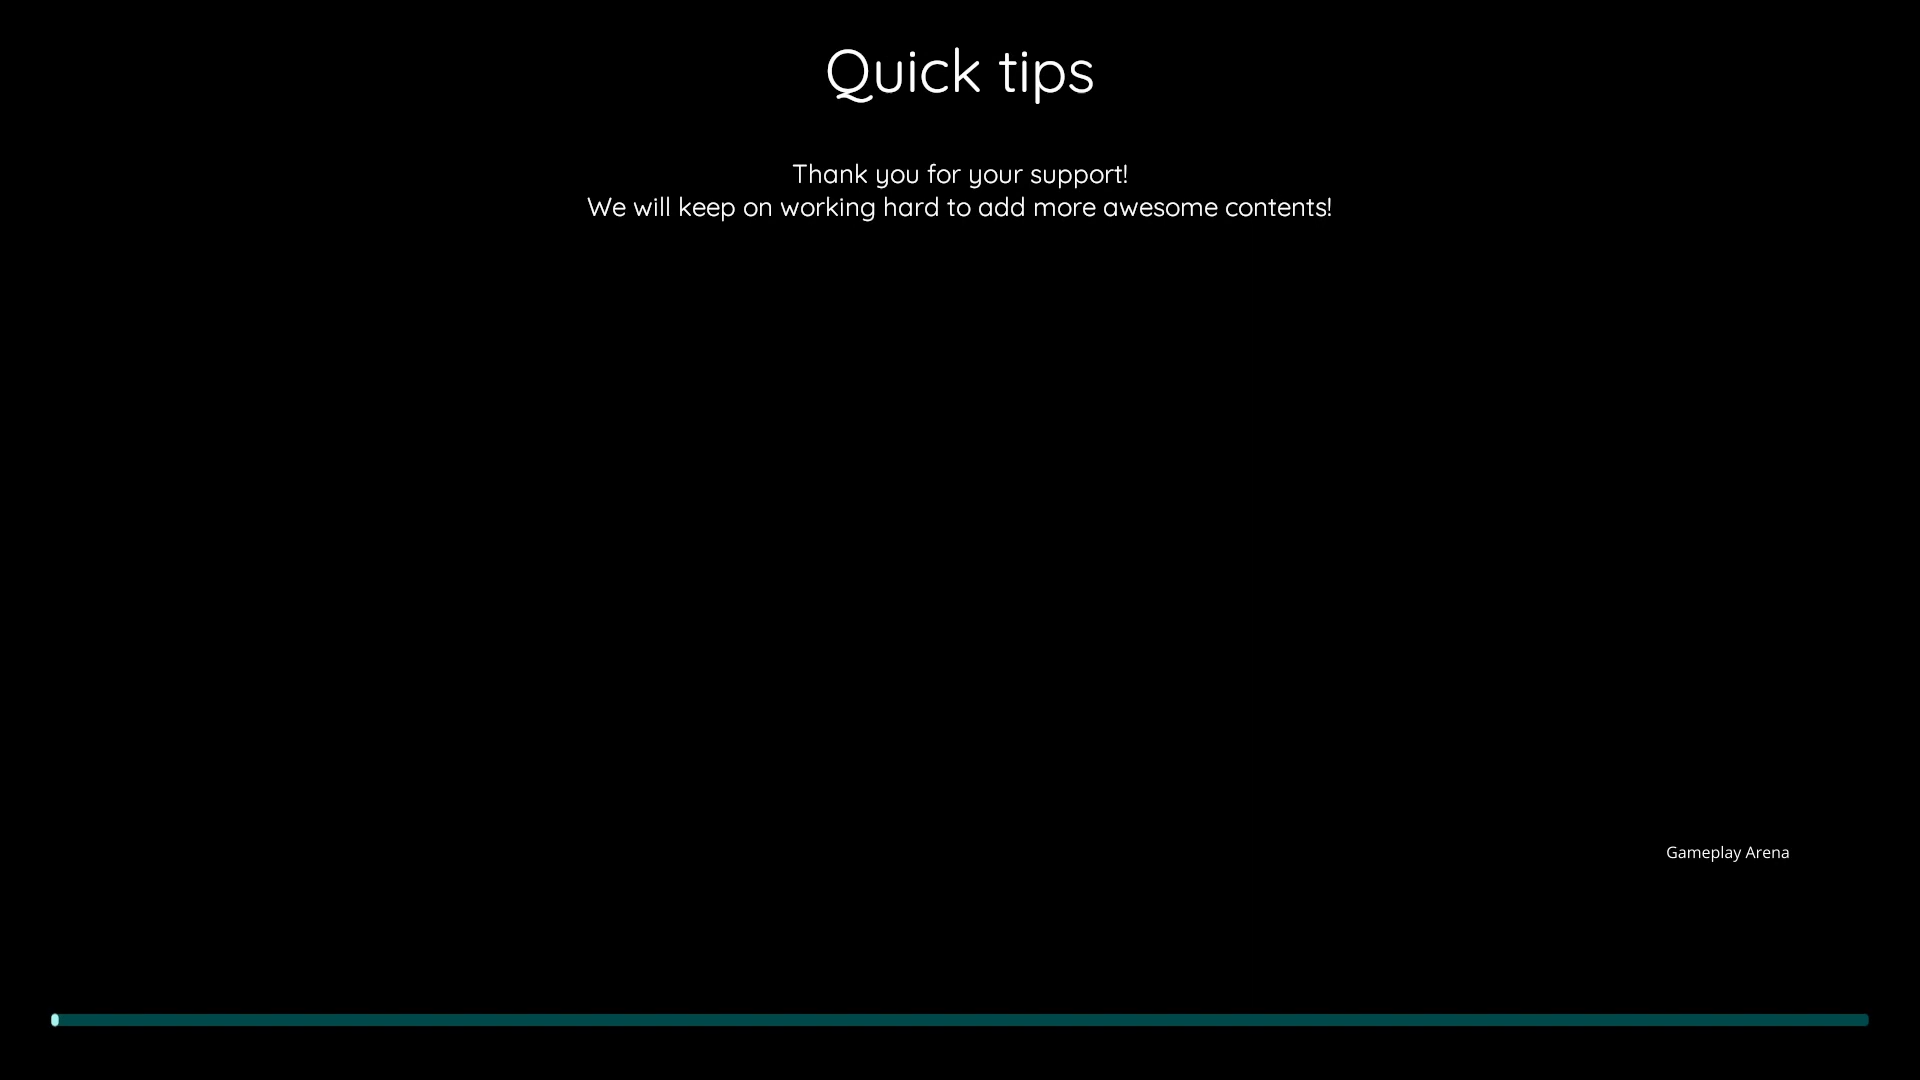 Quick tips
Thank you for your support!
We will keep on working hard to add more awesome contents!
Gameplay Arena